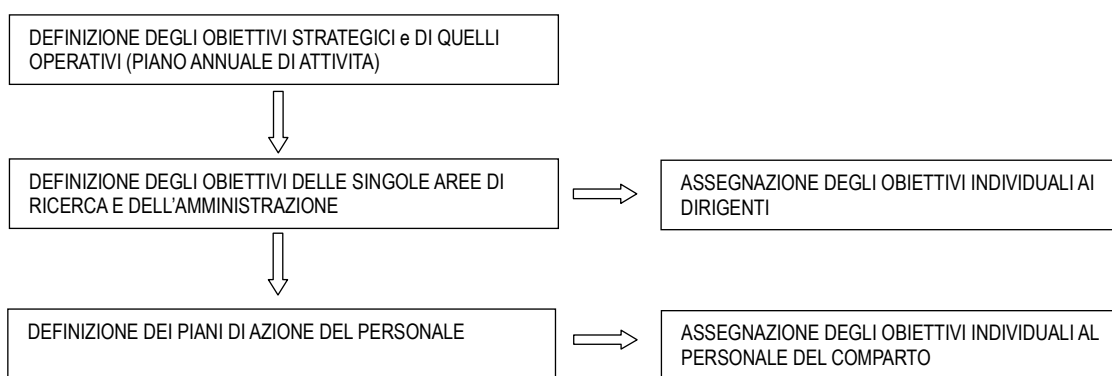 DEFINIZIONE DEGLI OBIETTIVI STRATEGICI e DI QUELLI
OPERATIVI (PIANO ANNUALE DI ATTIVITA)
DEFINIZIONE DEGLI OBIETTIVI DELLE SINGOLE AREE DI
RICERCA E DELL'AMMINISTRAZIONE
ASSEGNAZIONE DEGLI OBIETTIVI INDIVIDUALI AI
DIRIGENTI
DEFINIZIONE DEI PIANI DI AZIONE DEL PERSONALE
ASSEGNAZIONE DEGLI OBIETTIVI INDIVIDUALI AL
PERSONALE DEL COMPARTO